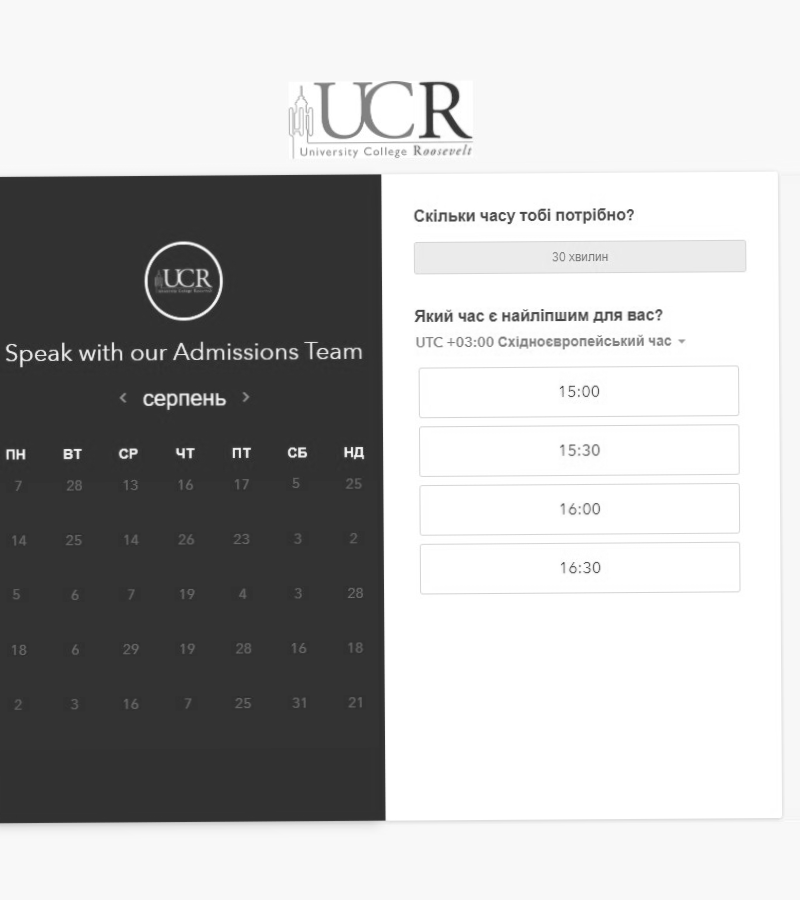 UCR
University College Roosevelt
UCR
Speak with our Admissions Team
< серпень >
ПН ВТ СР ЧТ ПТ СБ НД
7 28 13 16 17 5 25
14 25 14 26 23 3 2
5 6 7 19 4 3 28
18 6 29 19 28 16 18
2 3 16 7 25 31 21
Скільки часу тобі потрібно?
30 хвилин
Який час є найліпшим для вас?
UTC +03:00 Східноєвропейський час
15:00
15:30
16:00
16:30